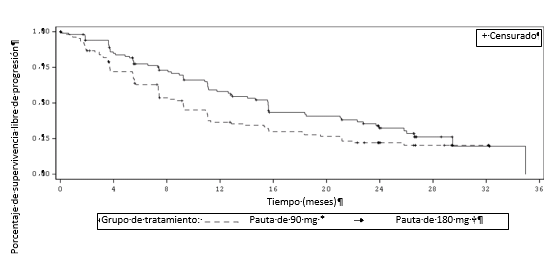 Porcentaje de supervivencia·libre·de·progresión¶
1.00
0.75
0.50
0.25
0.00
+·Censurado¶
0 4 8 12 16 20 24 28 32 36
Tiempo·(meses)¶
Grupo·de tratamiento:· Pauta·de·90 mg·* Pauta·de·180·mg·‡¶